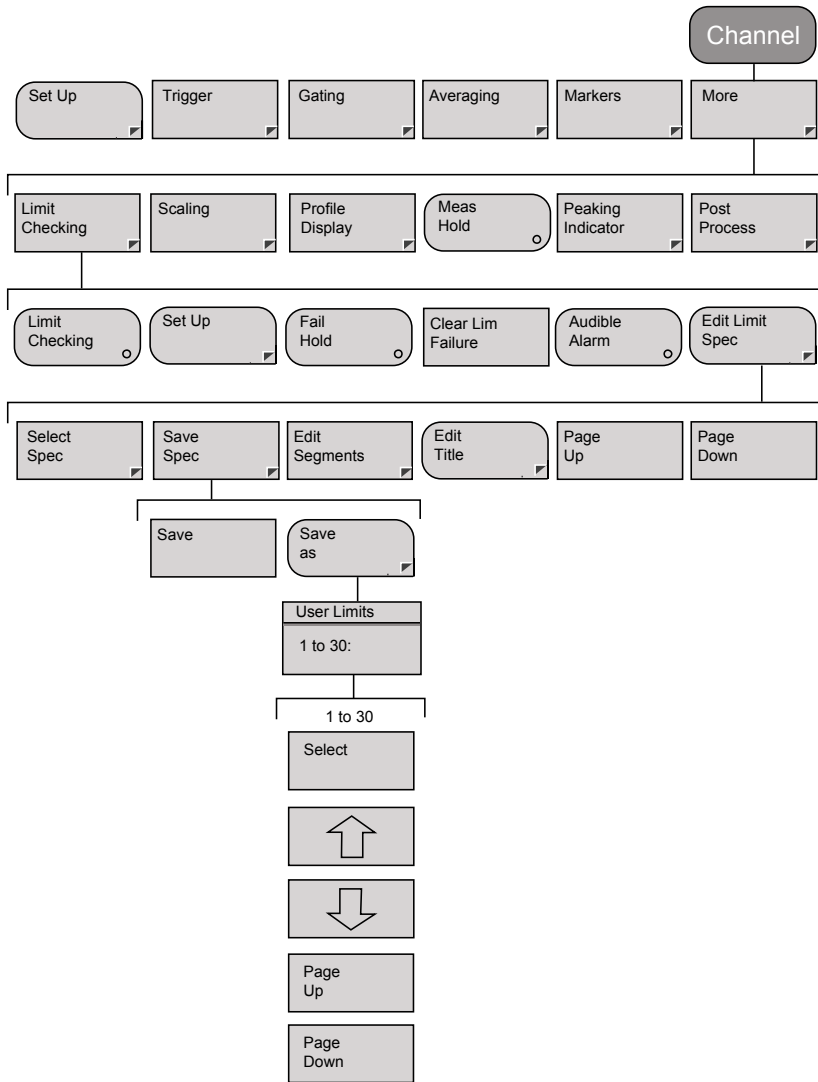 Channel
Set Up
Trigger
Gating
Averaging
Markers
More
Limit
Checking
Scaling
Profile
Display
Meas
Hold
Peaking
Indicator
Post
Process
Limit
Checking
Set Up
Fail
Hold
Clear Lim
Failure
Audible
Alarm
Edit Limit
Spec
Select
Spec
Save
Spec
Edit
Segments
Edit
Title
Page
Up
Page
Down
Save
Save
as
User Limits
1 to 30:
1 to 30
Select
Page
Up
Page
Down